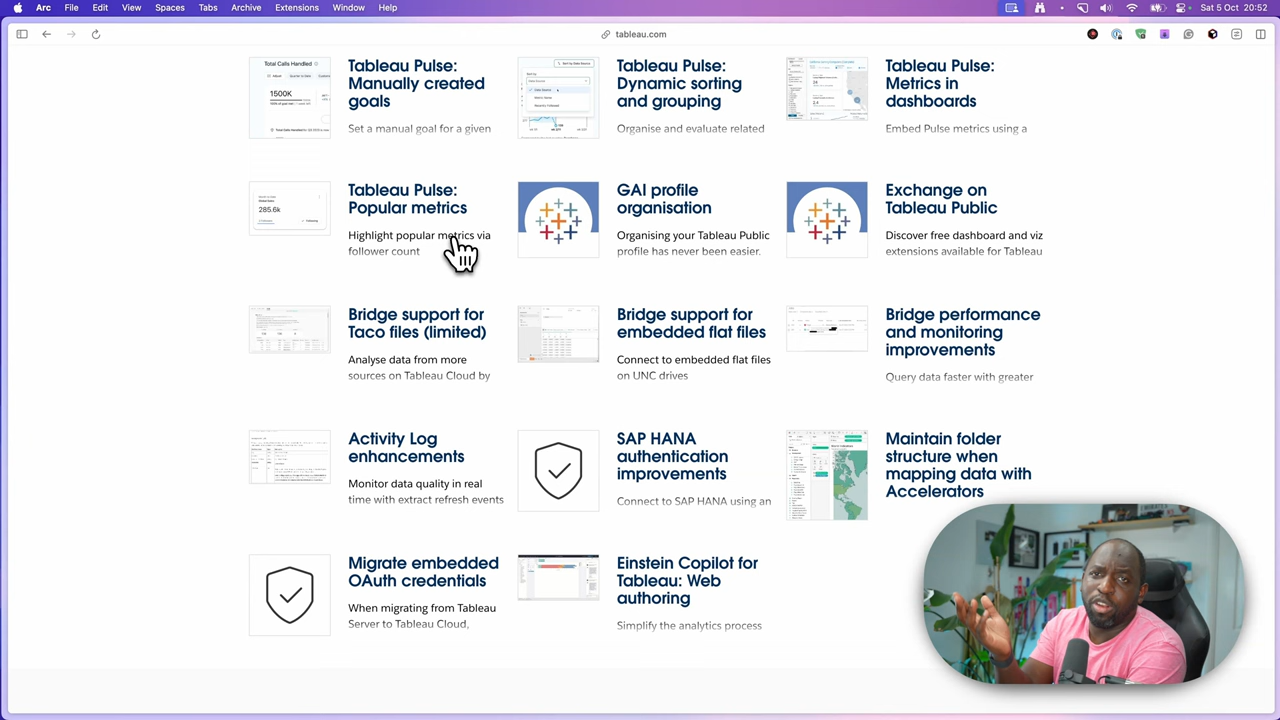 Arc File Edit View Spaces Tabs Archive Extensions Window Help
Sat 5 Oct 20:52
tableau.com
Total Calls Handled
1500K
Tableau Pulse:
Manually created
goals
Set a manual goal for a given
Tableau Pulse:
Dynamic sorting
and grouping
Organise and evaluate related
Tableau Pulse:
Metrics in
dashboards
Embed Pulse metrics using a
285.6k
Tableau Pulse:
Popular metrics
Highlight popular metrics via
follower count
GAI profile
organisation
Organising your Tableau Public
profile has never been easier.
Exchange on
Tableau Public
Discover free dashboard and viz
extensions available for Tableau
Bridge support for
Taco files (limited)
Analyse data from more
sources on Tableau Cloud by
Bridge support for
embedded flat files
Connect to embedded flat files
on UNC drives
Bridge performance
and monitoring
improvements
Query data faster with greater
Activity Log
enhancements
Monitor data quality in real
time with extract refresh events
SAP HANA
authentication
improvements
Connect to SAP HANA using an
Maintain folder
structure when
mapping data with
Accelerators
Migrate embedded
OAuth credentials
When migrating from Tableau
Server to Tableau Cloud,
Einstein Copilot for
Tableau: Web
authoring
Simplify the analytics process